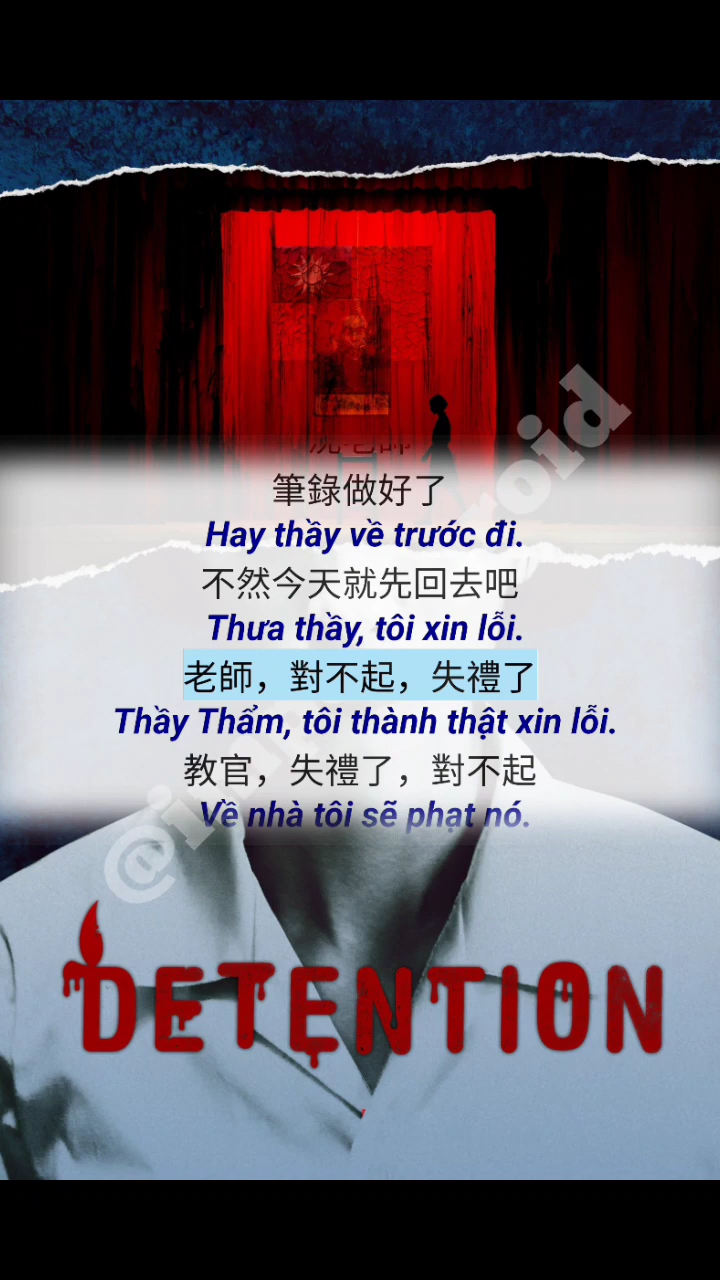 筆錄做好了
Hay thầy về trước đi.
不然今天就先回去吧
Thưa thầy, tôi xin lỗi.
老師，對不起，失禮了
Thầy Thẩm, tôi thành thật xin lỗi.
教官，失禮了，對不起
Về nhà tôi sẽ phạt nó.
DETENTION